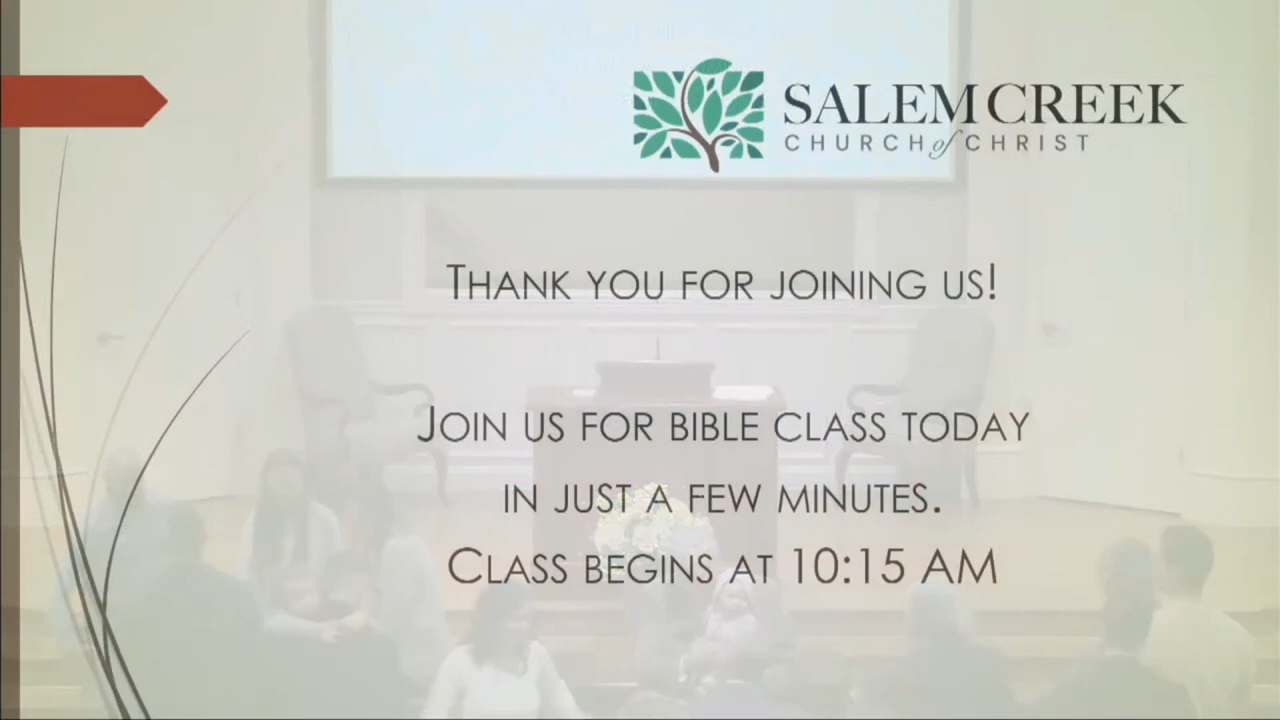 SALEM CREEK
CHURCH of CHRIST
THANK YOU FOR JOINING US!
JOIN US FOR BIBLE CLASS TODAY
IN JUST A FEW MINUTES.
CLASS BEGINS AT 10:15 AM